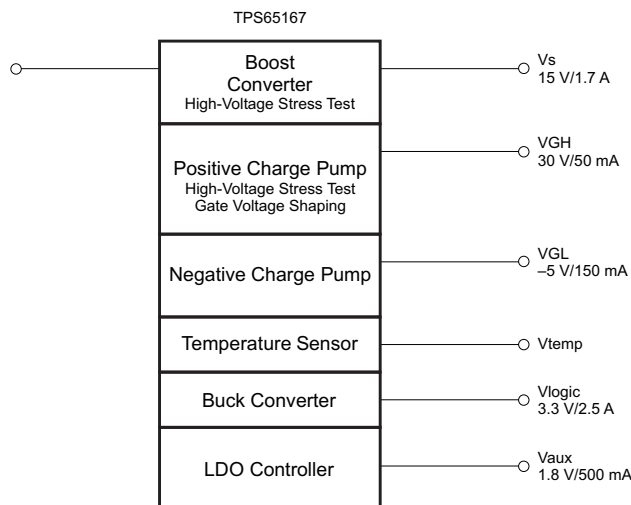 TPS65167
Boost
Converter
High-Voltage Stress Test
Vs
15 V/1.7 A
Positive Charge Pump
High-Voltage Stress Test
Gate Voltage Shaping
VGH
30 V/50 mA
Negative Charge Pump
VGL
–5 V/150 mA
Temperature Sensor
Vtemp
Buck Converter
Vlogic
3.3 V/2.5 A
LDO Controller
Vaux
1.8 V/500 mA